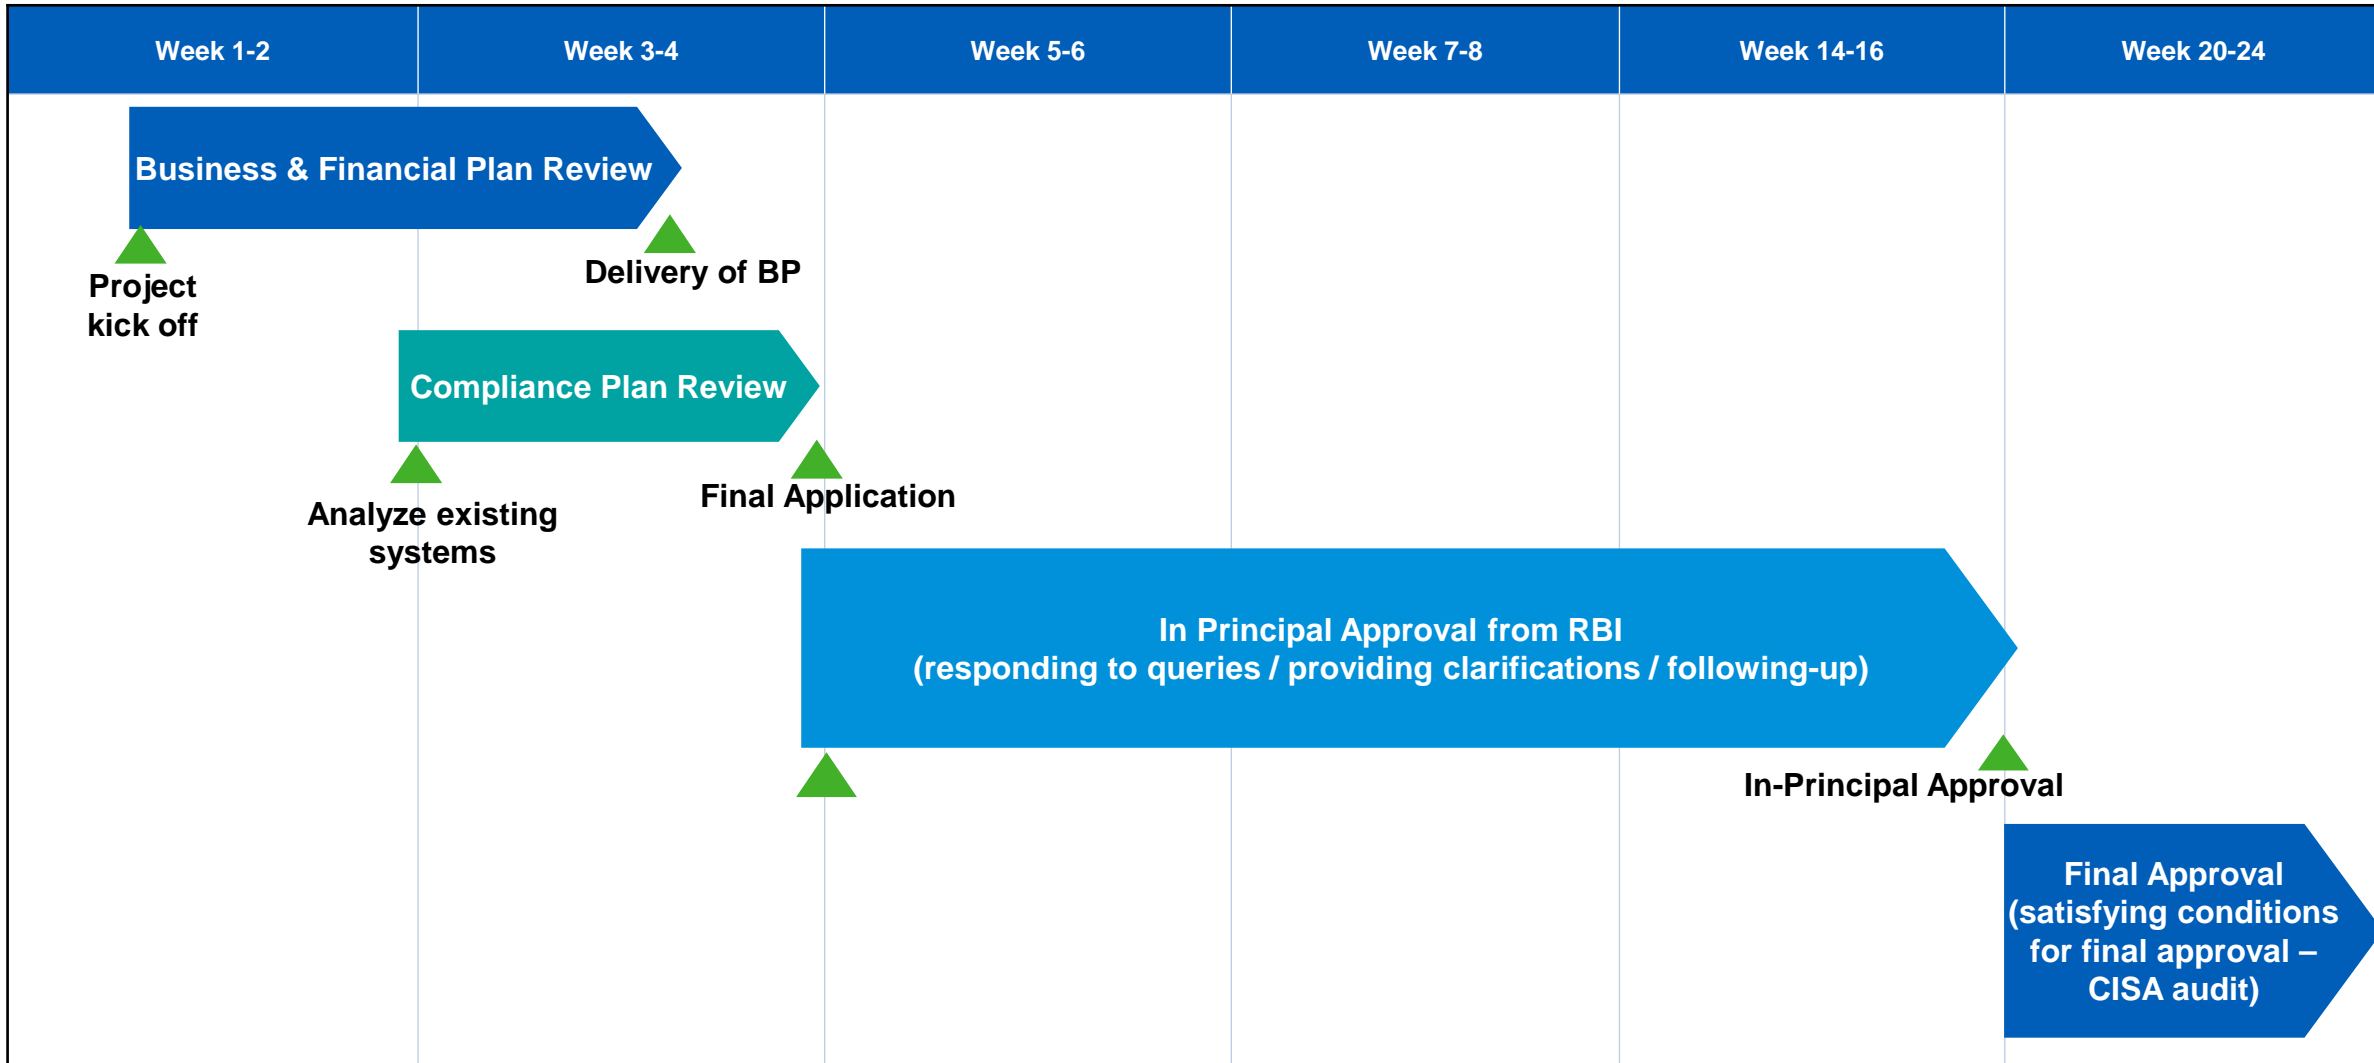 Week 1-2
Week 3-4
Week 5-6
Week 7-8
Week 14-16
Week 20-24
Business & Financial Plan Review
Project
kick off
Delivery of BP
Compliance Plan Review
Analyze existing
systems
Final Application
In Principal Approval from RBI
(responding to queries / providing clarifications / following-up)
In-Principal Approval
Final Approval
(satisfying conditions
for final approval –
CISA audit)